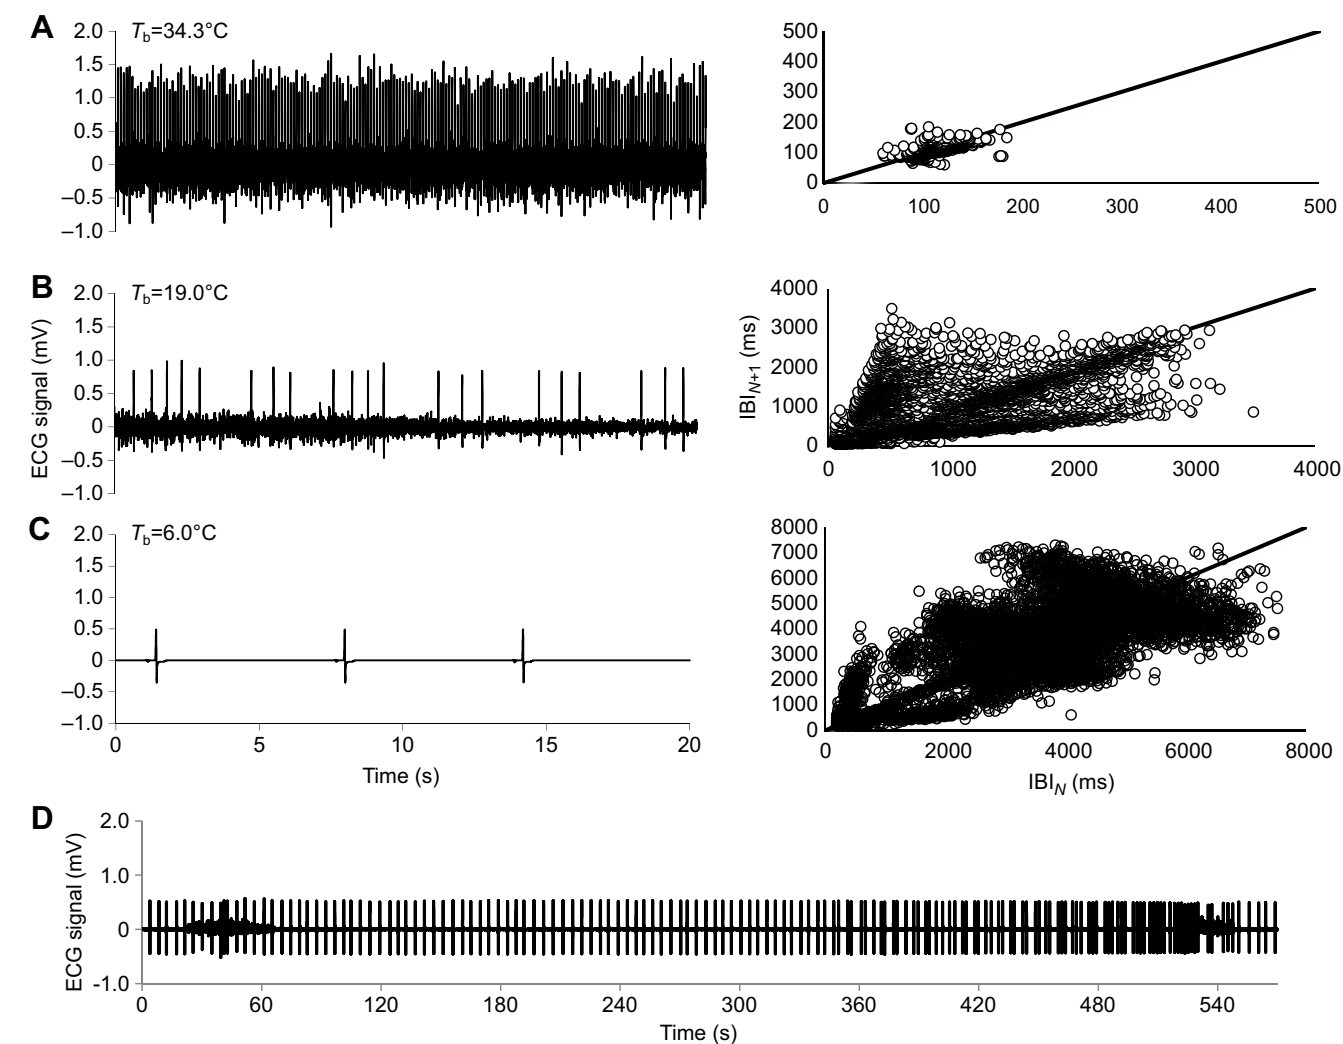 A
T_b=34.3°C
2.0
1.5
1.0
0.5
0
–0.5
–1.0
500
400
300
200
100
0
0 100 200 300 400 500
B
T_b=19.0°C
2.0
1.5
1.0
0.5
0
–0.5
–1.0
ECG signal (mV)
IBI_N+1 (ms)
4000
3000
2000
1000
0
0 1000 2000 3000 4000
C
T_b=6.0°C
2.0
1.5
1.0
0.5
0
–0.5
–1.0
0 5 10 15 20
Time (s)
8000
7000
6000
5000
4000
3000
2000
1000
0
0 2000 4000 6000 8000
IBI_N (ms)
D
ECG signal (mV)
2.0
1.0
0
-1.0
0 60 120 180 240 300 360 420 480 540
Time (s)